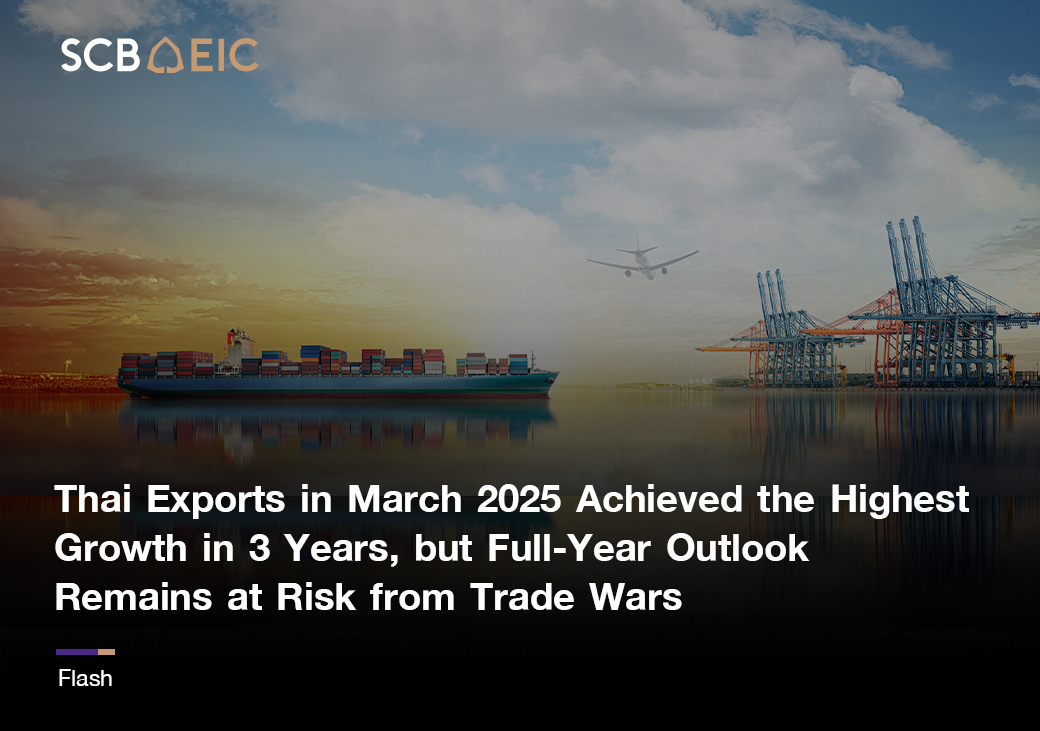 SCB EIC
Thai Exports in March 2025 Achieved the Highest
Growth in 3 Years, but Full-Year Outlook
Remains at Risk from Trade Wars
Flash